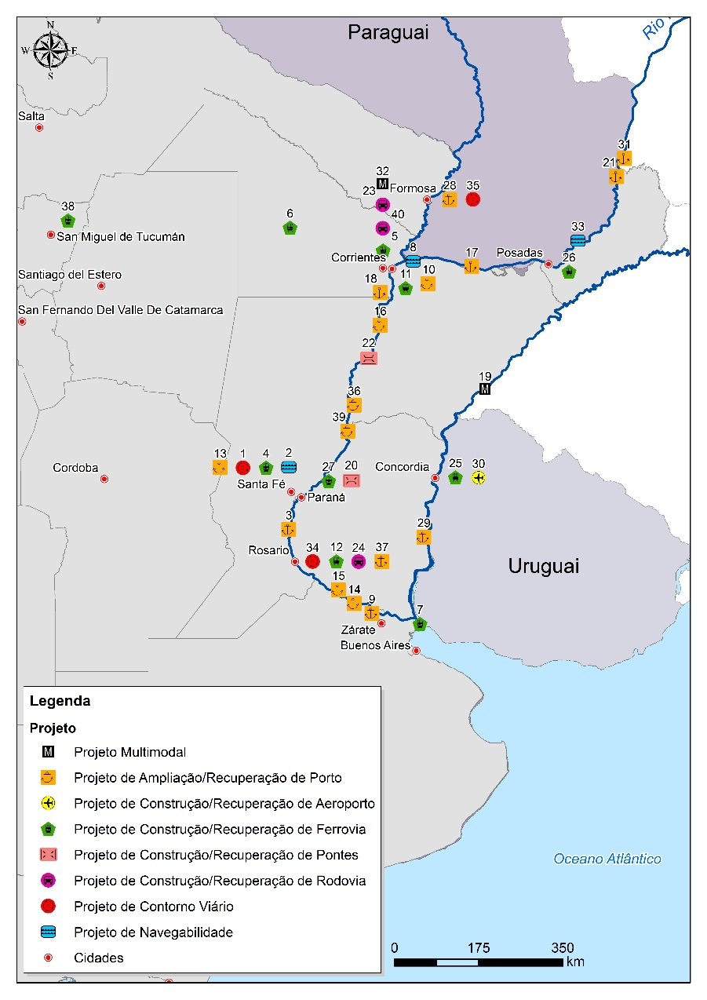 Paraguai
Rio
N
W E
S
Salta
31
21
32
23
Formosa
28
35
38
6
40
5
33
San Miguel de Tucumán
8
17
Posadas
26
Corrientes
Santiago del Estero
11
10
18
San Fernando Del Valle De Catamarca
16
22
19
36
39
13
1
4
2
27
20
Concordia
25
30
Cordoba
Santa Fé
Paraná
3
29
Rosario
34
12
24
37
Uruguai
15
14
9
7
Zárate
Buenos Aires
Legenda
Projeto
M Projeto Multimodal
Projeto de Ampliação/Recuperação de Porto
Projeto de Construção/Recuperação de Aeroporto
Projeto de Construção/Recuperação de Ferrovia
Projeto de Construção/Recuperação de Pontes
Projeto de Construção/Recuperação de Rodovia
Projeto de Contorno Viário
Projeto de Navegabilidade
Cidades
Oceano Atlântico
0 175 350
km